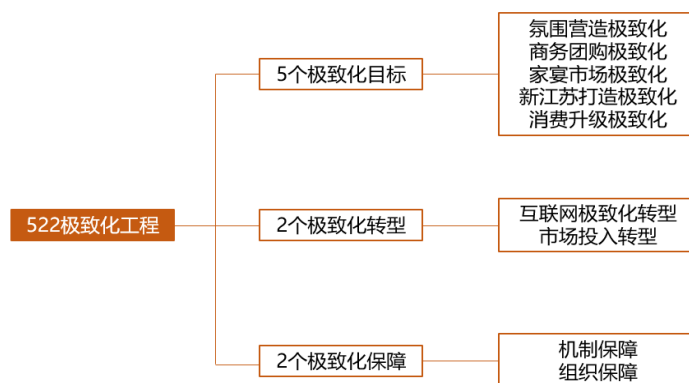 522极致化工程
5个极致化目标
氛围营造极致化
商务团购极致化
家宴市场极致化
新江苏打造极致化
消费升级极致化
2个极致化转型
互联网极致化转型
市场投入转型
2个极致化保障
机制保障
组织保障